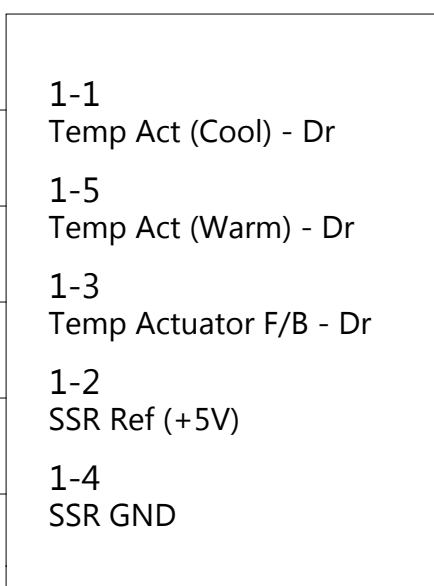 1-1
Temp Act (Cool) - Dr
1-5
Temp Act (Warm) - Dr
1-3
Temp Actuator F/B - Dr
1-2
SSR Ref (+5V)
1-4
SSR GND